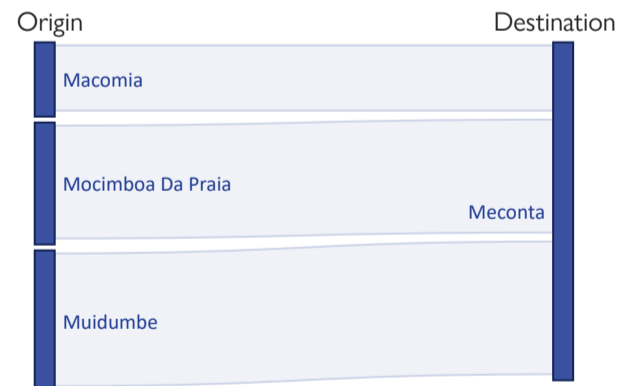 Origin
Destination
Macomia
Mocimboa Da Praia
Meconta
Muidumbe